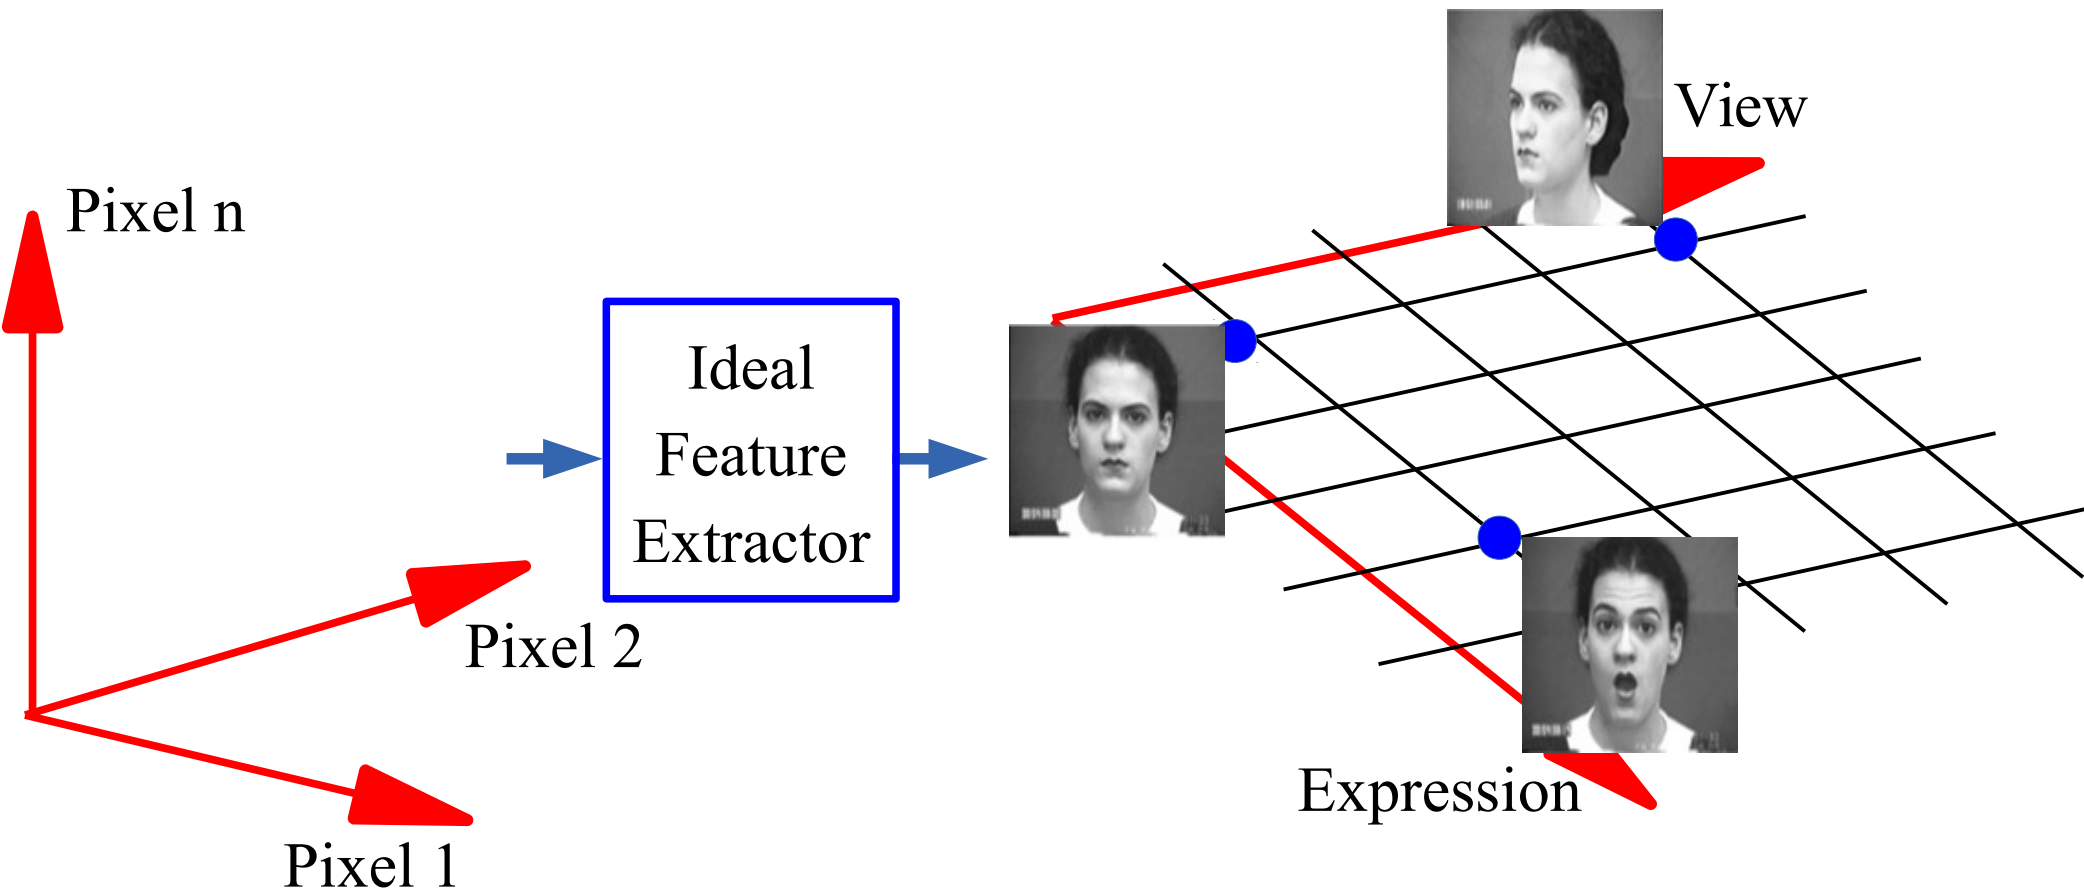 Pixel n
Pixel 2
Pixel 1
Ideal
Feature
Extractor
View
Expression